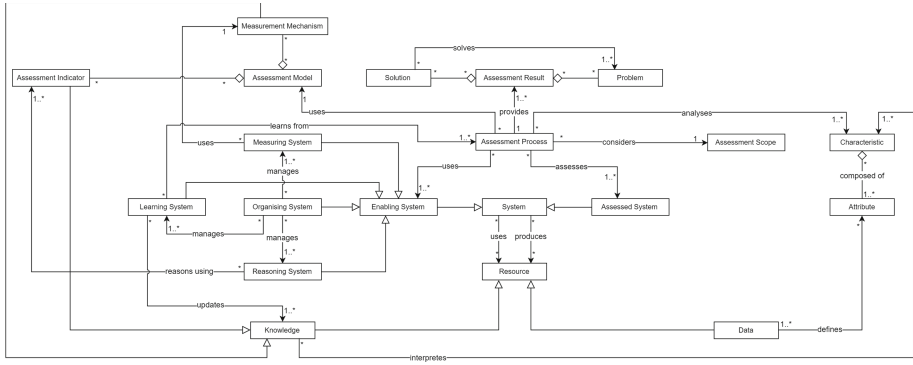 Measurement Mechanism
1
*
*
solves
Assessment Indicator
*
*
Assessment Model
Solution
*
*
Assessment Result
*
*
Problem
*
1..*
1..*
1
1..*
uses
provides
analyses
learns from
*
1
*
1..*
1..*
uses
Measuring System
1..*
Assessment Process
*
considers
1
Assessment Scope
Characteristic
1..*
manages
*
uses
*
assesses
*
composed of
*
*
1..*
1..*
1..*
Learning System
Organising System
Enabling System
System
Assessed System
Attribute
*
1..*
manages
*
*
manages
*
uses
*
produces
*
1..*
*
*
reasons using
*
Reasoning System
Resource
updates
1..*
Knowledge
Data
1..*
defines
*
interpretes